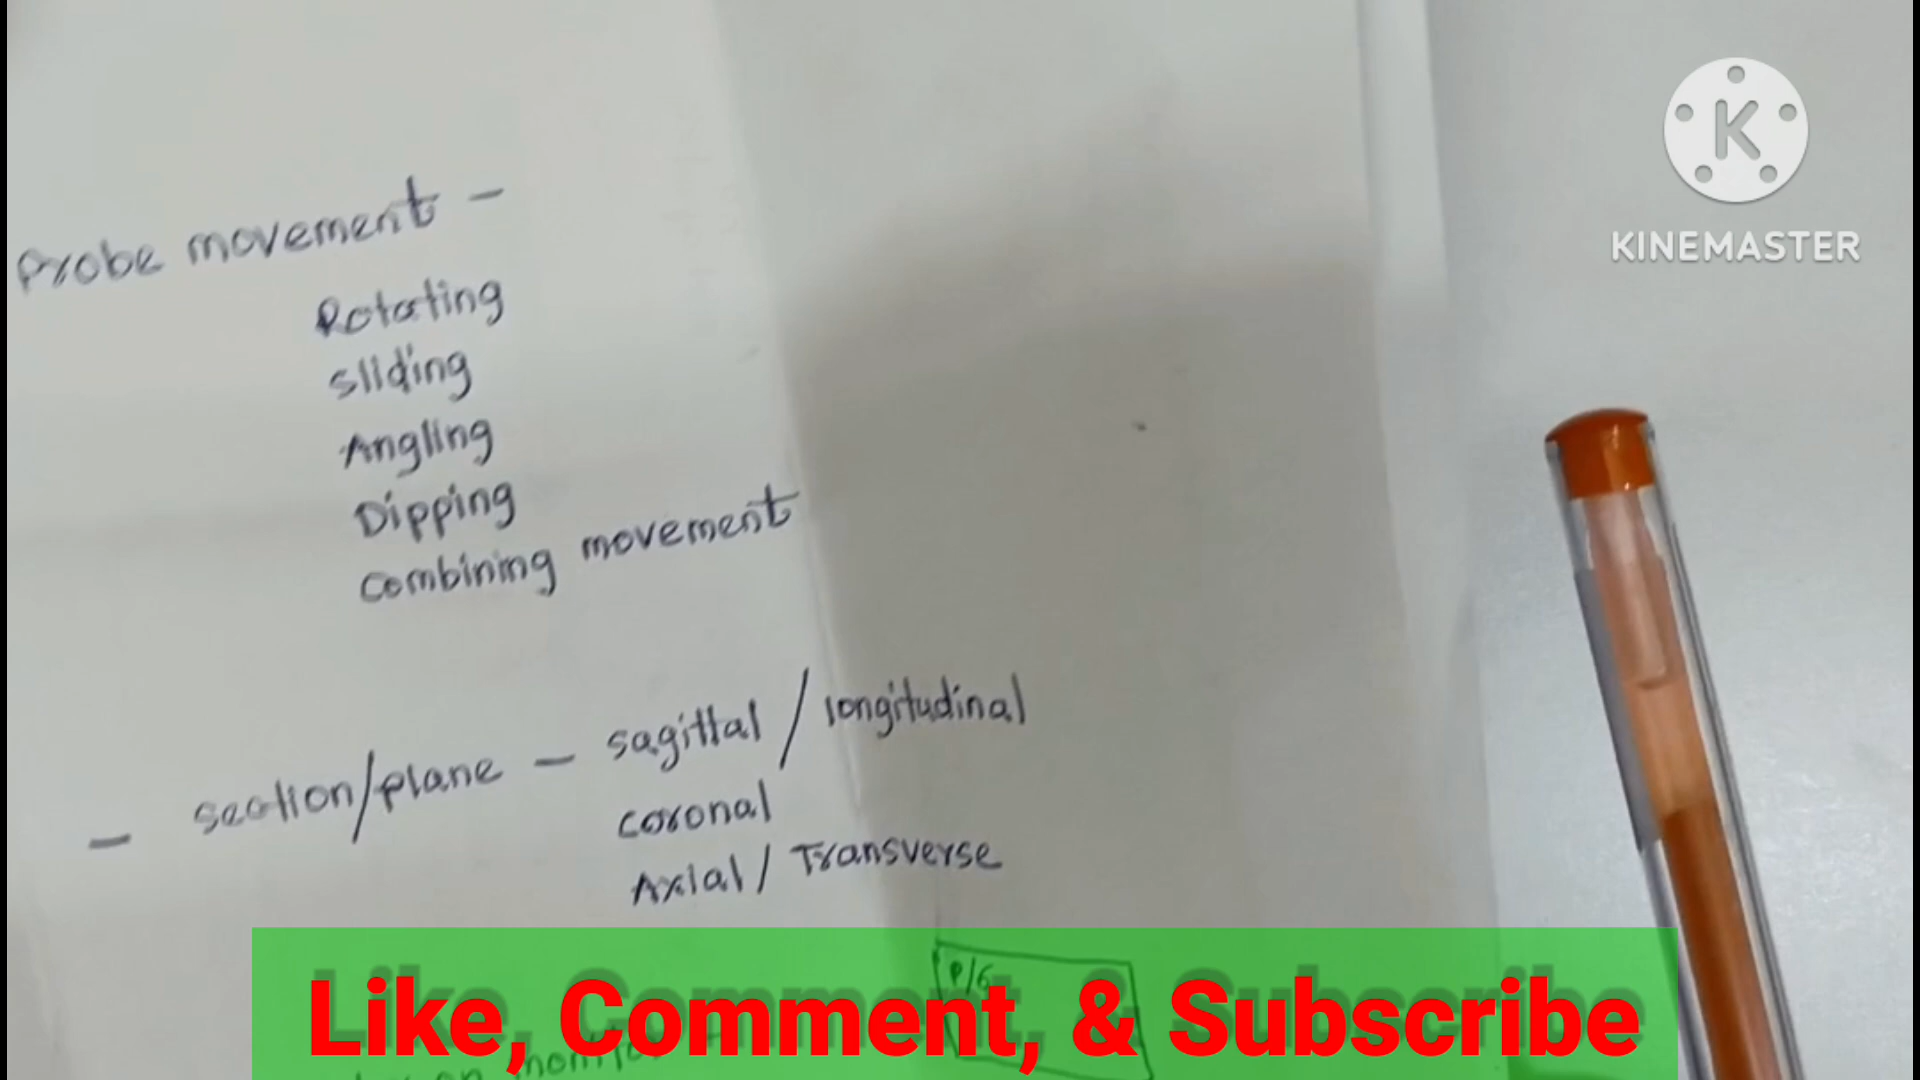 KINEMASTER
Probe movement -
Rotating
Sliding
Angling
Dipping
Combining movement
- section/plane - sagittal / longitudinal
coronal
Axial / Transverse
P/G
Like, Comment, & Subscribe